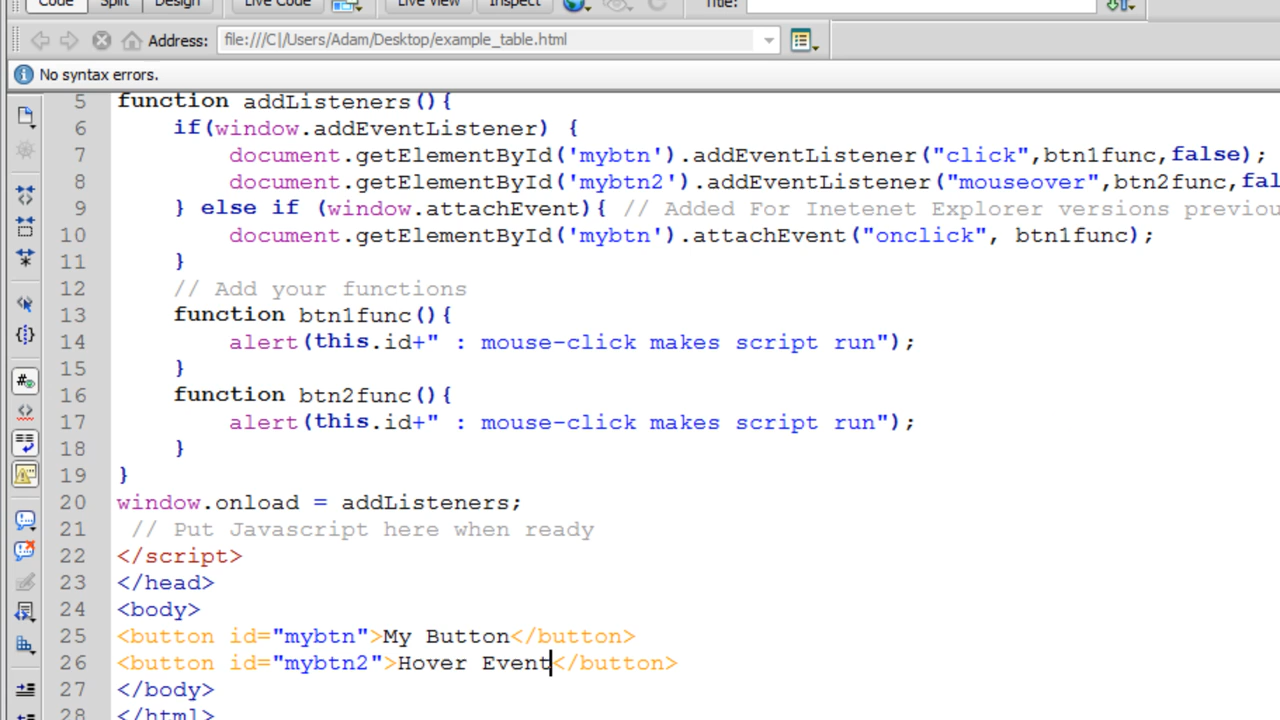 Code Split Design Live Code Live View Inspect Title:
Address: file:///C|/Users/Adam/Desktop/example_table.html
No syntax errors.
5 function addListeners(){
6 if(window.addEventListener) {
7 document.getElementById('mybtn').addEventListener("click",btn1func,false);
8 document.getElementById('mybtn2').addEventListener("mouseover",btn2func,fal
9 } else if (window.attachEvent){ // Added For Inetenet Explorer versions previou
10 document.getElementById('mybtn').attachEvent("onclick", btn1func);
11 }
12 // Add your functions
13 function btn1func(){
14 alert(this.id+" : mouse-click makes script run");
15 }
16 function btn2func(){
17 alert(this.id+" : mouse-click makes script run");
18 }
19 }
20 window.onload = addListeners;
21 // Put Javascript here when ready
22 </script>
23 </head>
24 <body>
25 <button id="mybtn">My Button</button>
26 <button id="mybtn2">Hover Event</button>
27 </body>
28 </html>